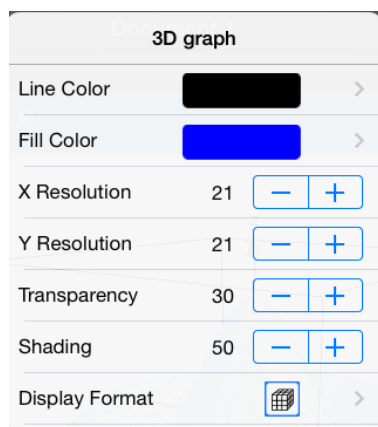 3D graph
Line Color
Fill Color
X Resolution 21
Y Resolution 21
Transparency 30
Shading 50
Display Format